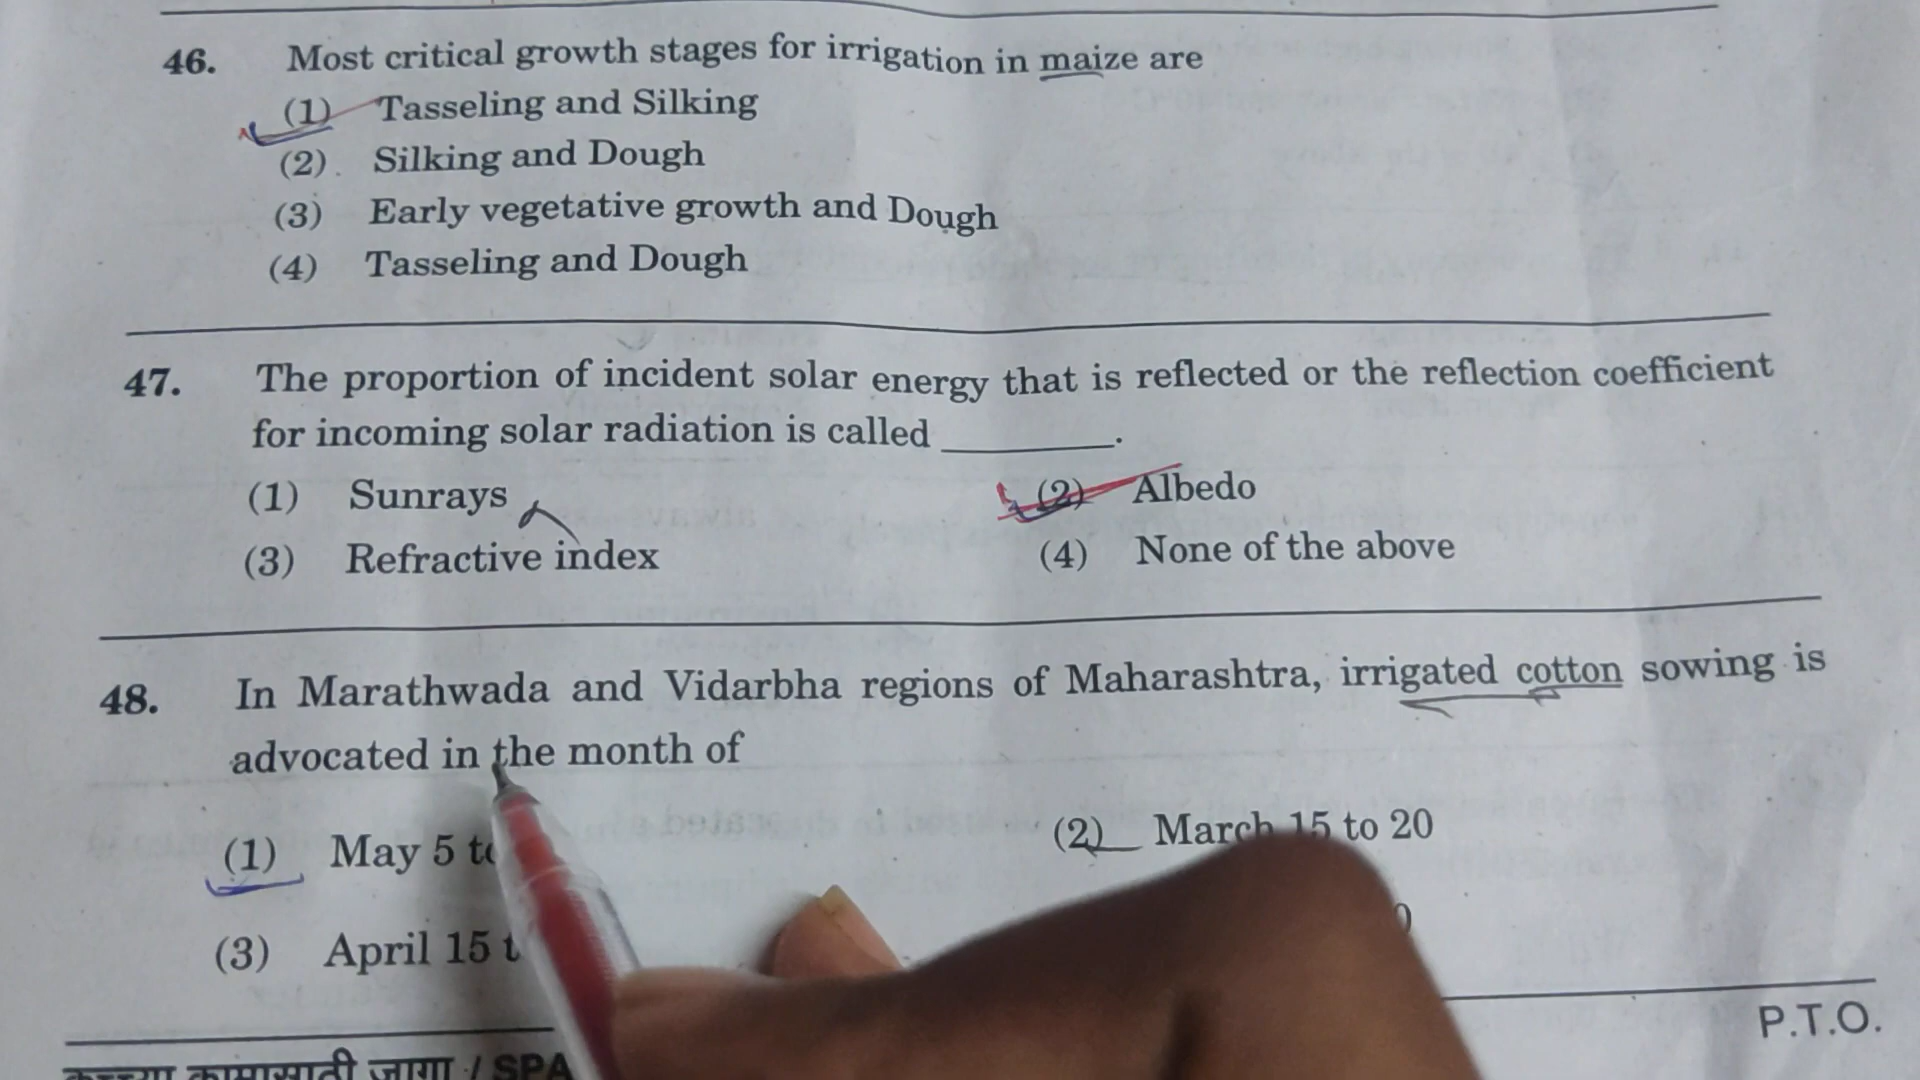 46. Most critical growth stages for irrigation in maize are
(1) Tasseling and Silking
(2) Silking and Dough
(3) Early vegetative growth and Dough
(4) Tasseling and Dough
47. The proportion of incident solar energy that is reflected or the reflection coefficient
for incoming solar radiation is called ________.
(1) Sunrays (2) Albedo
(3) Refractive index (4) None of the above
48. In Marathwada and Vidarbha regions of Maharashtra, irrigated cotton sowing is
advocated in the month of
(1) May 5 (2) March 15 to 20
(3) April 15
P.T.O.
कच्च्या कामासाठी जागा /